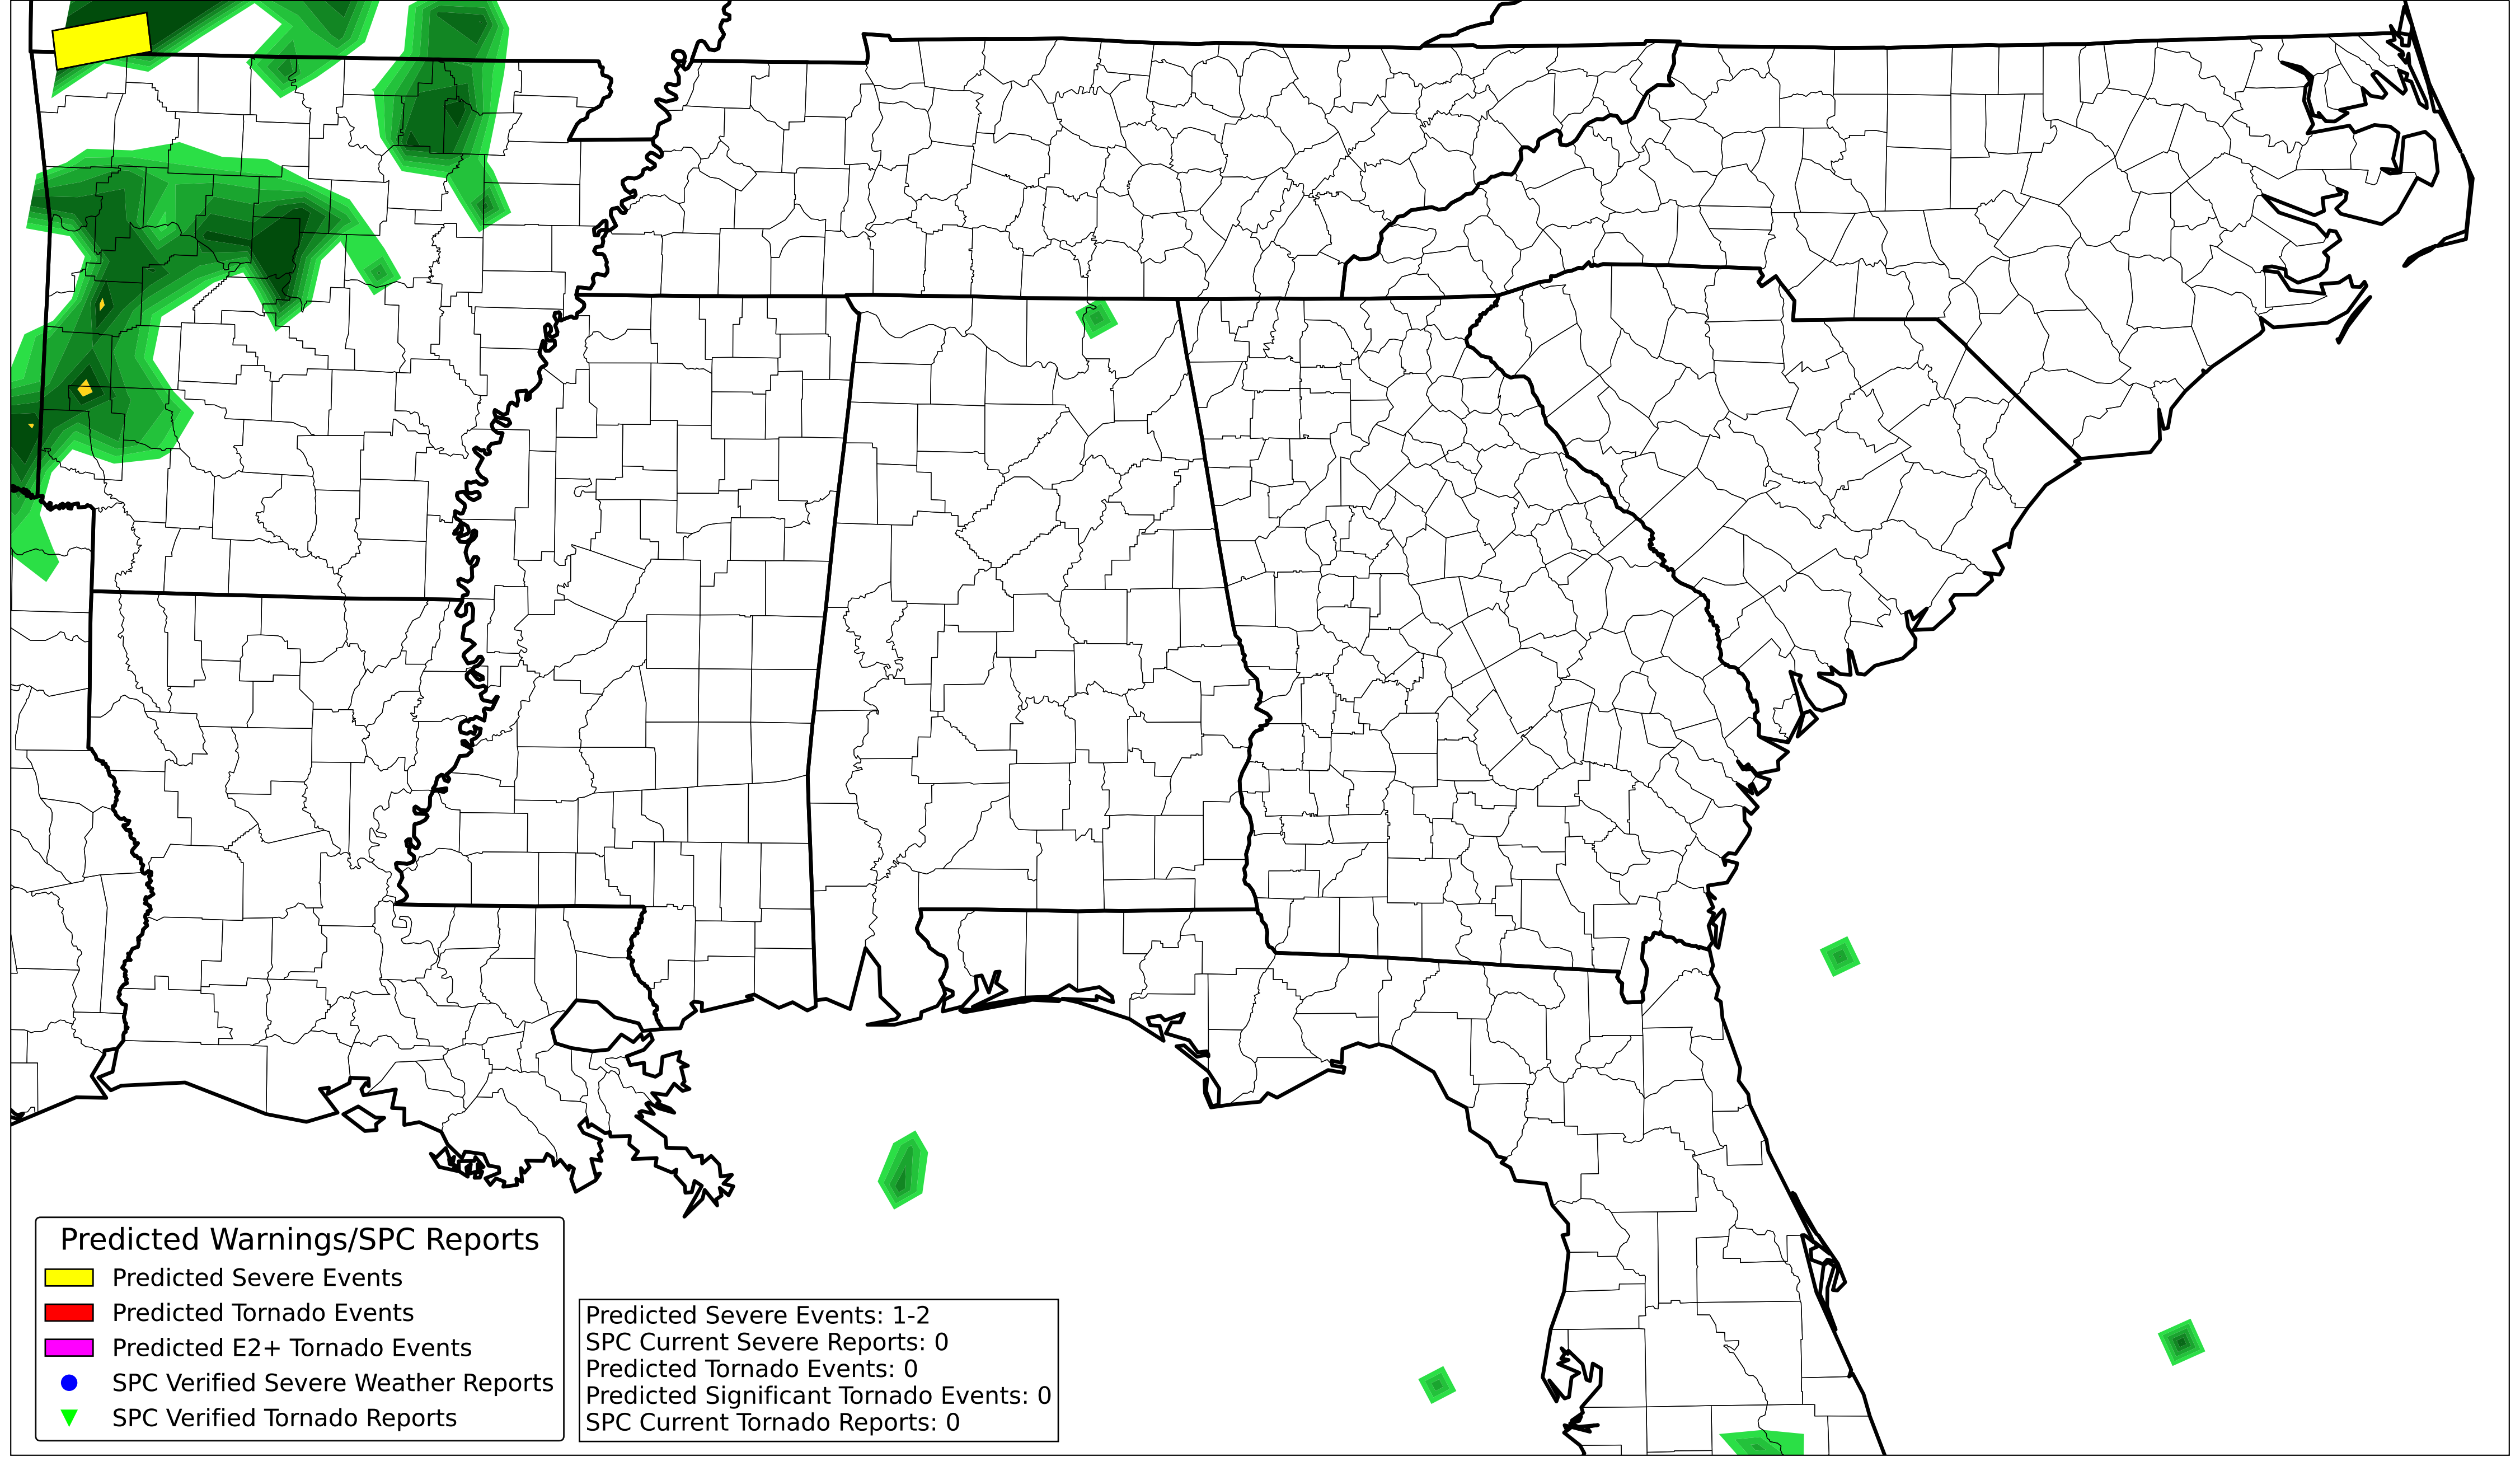 Predicted Warnings/SPC Reports
Predicted Severe Events
Predicted Tornado Events
Predicted E2+ Tornado Events
SPC Verified Severe Weather Reports
SPC Verified Tornado Reports
Predicted Severe Events: 1-2
SPC Current Severe Reports: 0
Predicted Tornado Events: 0
Predicted Significant Tornado Events: 0
SPC Current Tornado Reports: 0